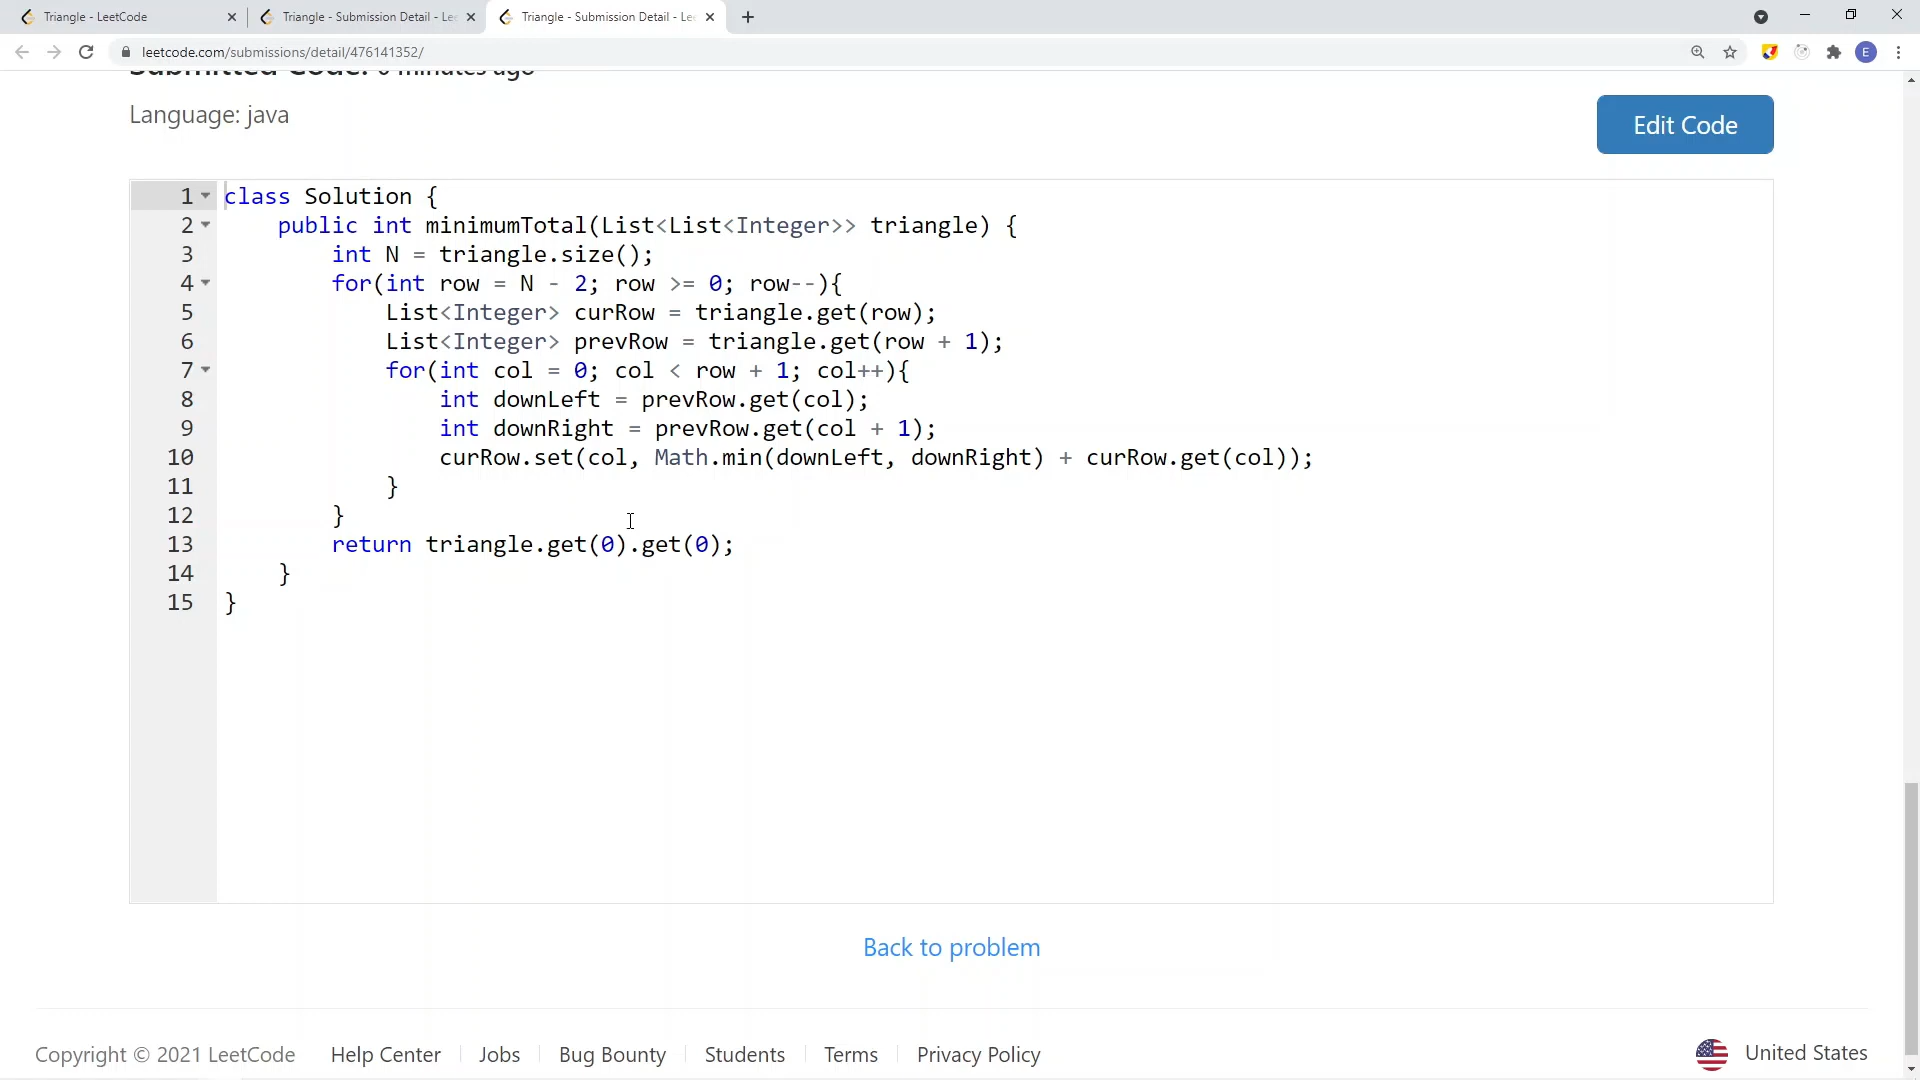 Triangle - LeetCode
Triangle - Submission Detail - Le
Triangle - Submission Detail - Le
leetcode.com/submissions/detail/476141352/
E
Submitted Code: 0 minutes ago
Language: java
Edit Code
1 class Solution {
2     public int minimumTotal(List<List<Integer>> triangle) {
3         int N = triangle.size();
4         for(int row = N - 2; row >= 0; row--){
5             List<Integer> curRow = triangle.get(row);
6             List<Integer> prevRow = triangle.get(row + 1);
7             for(int col = 0; col < row + 1; col++){
8                 int downLeft = prevRow.get(col);
9                 int downRight = prevRow.get(col + 1);
10                 curRow.set(col, Math.min(downLeft, downRight) + curRow.get(col));
11             }
12         }
13         return triangle.get(0).get(0);
14     }
15 }
Back to problem
Copyright © 2021 LeetCode Help Center Jobs Bug Bounty Students Terms Privacy Policy United States